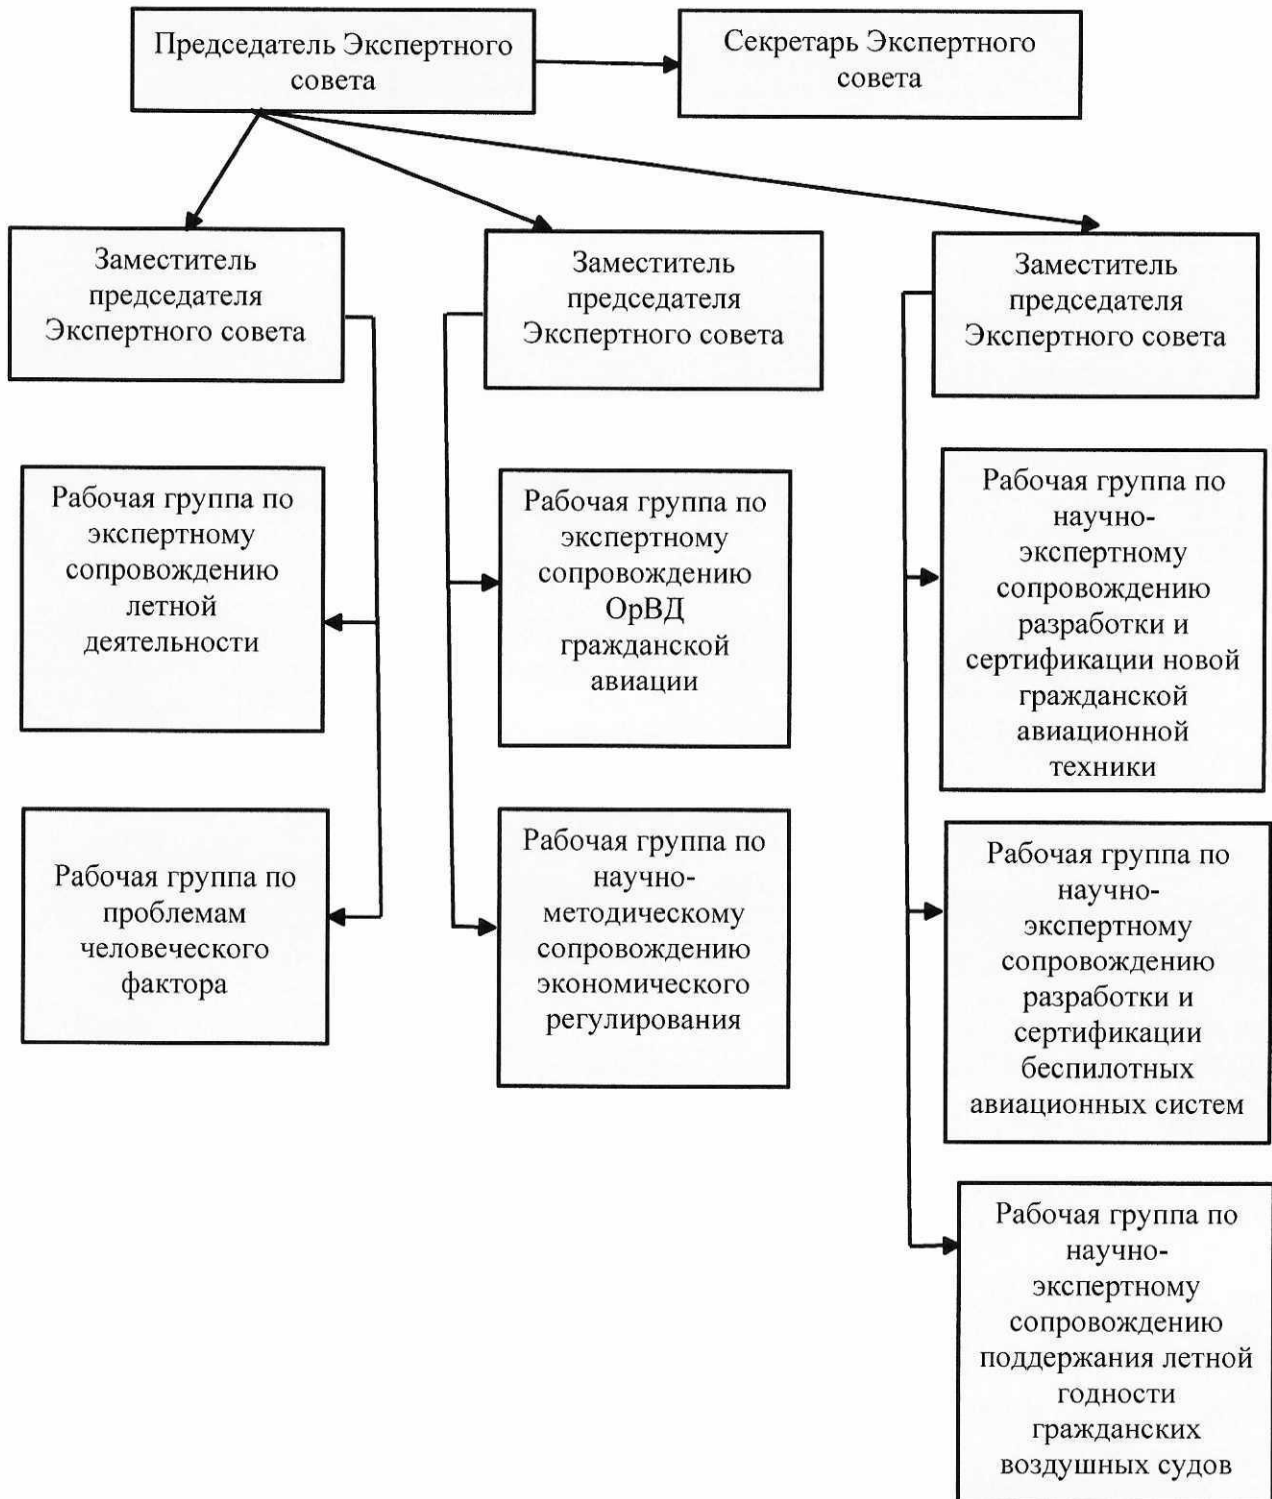 Председатель Экспертного
совета
Секретарь Экспертного
совета
Заместитель
председателя
Экспертного совета
Заместитель
председателя
Экспертного совета
Заместитель
председателя
Экспертного совета
Рабочая группа по
экспертному
сопровождению
летной
деятельности
Рабочая группа по
экспертному
сопровождению
ОрВД
гражданской
авиации
Рабочая группа по
научно-
экспертному
сопровождению
разработки и
сертификации новой
гражданской
авиационной
техники
Рабочая группа по
проблемам
человеческого
фактора
Рабочая группа по
научно-
методическому
сопровождению
экономического
регулирования
Рабочая группа по
научно-
экспертному
сопровождению
разработки и
сертификации
беспилотных
авиационных систем
Рабочая группа по
научно-
экспертному
сопровождению
поддержания летной
годности
гражданских
воздушных судов